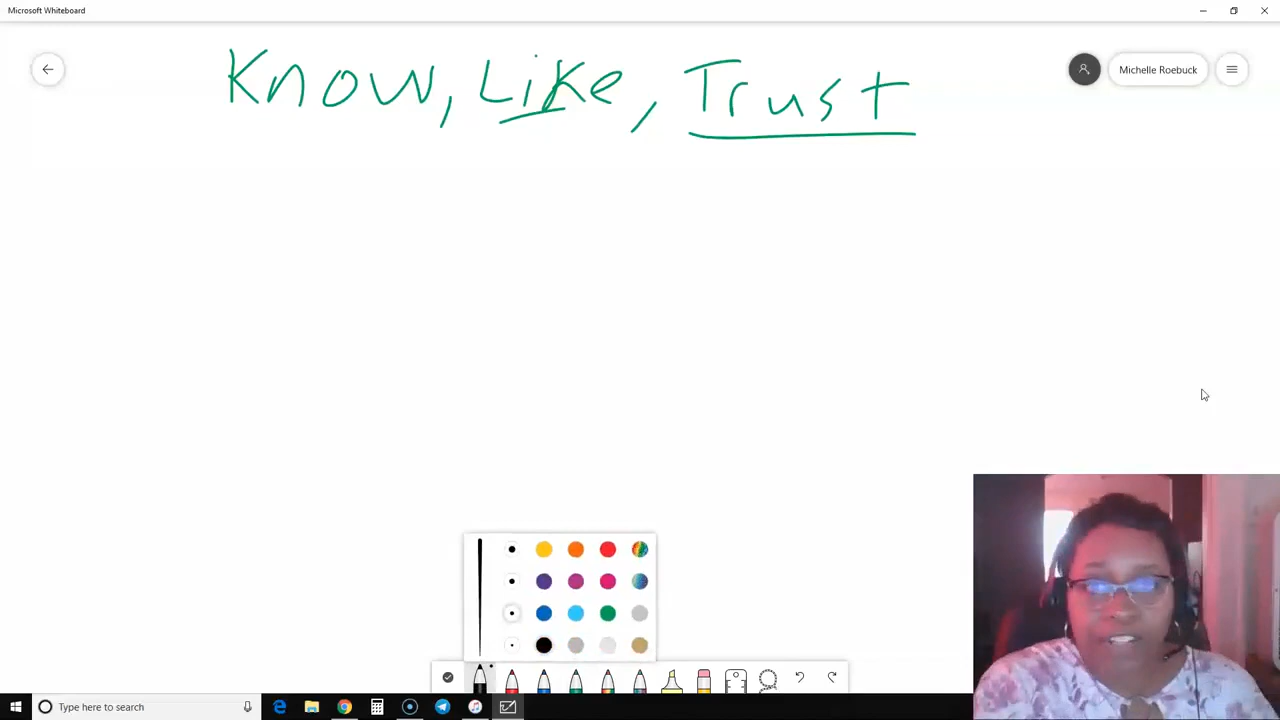 Microsoft Whiteboard
Know, Like, Trust
Michelle Roebuck
Type here to search